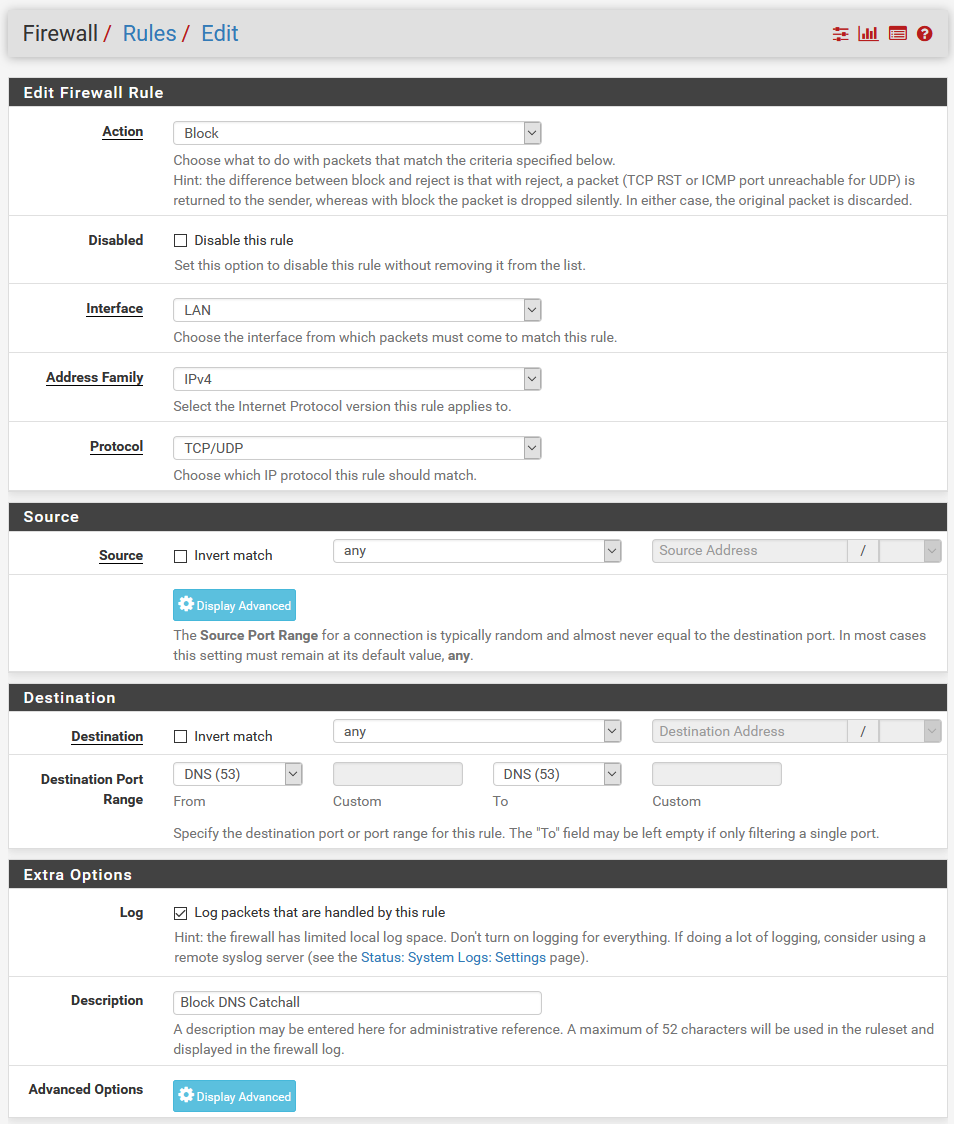 Firewall / Rules / Edit
Edit Firewall Rule
Action
Block
Choose what to do with packets that match the criteria specified below.
Hint: the difference between block and reject is that with reject, a packet (TCP RST or ICMP port unreachable for UDP) is
returned to the sender, whereas with block the packet is dropped silently. In either case, the original packet is discarded.
Disabled
Disable this rule
Set this option to disable this rule without removing it from the list.
Interface
LAN
Choose the interface from which packets must come to match this rule.
Address Family
IPv4
Select the Internet Protocol version this rule applies to.
Protocol
TCP/UDP
Choose which IP protocol this rule should match.
Source
Source
Invert match
any
Source Address
/
Display Advanced
The Source Port Range for a connection is typically random and almost never equal to the destination port. In most cases
this setting must remain at its default value, any.
Destination
Destination
Invert match
any
Destination Address
/
Destination Port
Range
DNS (53)
DNS (53)
From
Custom
To
Custom
Specify the destination port or port range for this rule. The "To" field may be left empty if only filtering a single port.
Extra Options
Log
Log packets that are handled by this rule
Hint: the firewall has limited local log space. Don't turn on logging for everything. If doing a lot of logging, consider using a
remote syslog server (see the Status: System Logs: Settings page).
Description
Block DNS Catchall
A description may be entered here for administrative reference. A maximum of 52 characters will be used in the ruleset and
displayed in the firewall log.
Advanced Options
Display Advanced